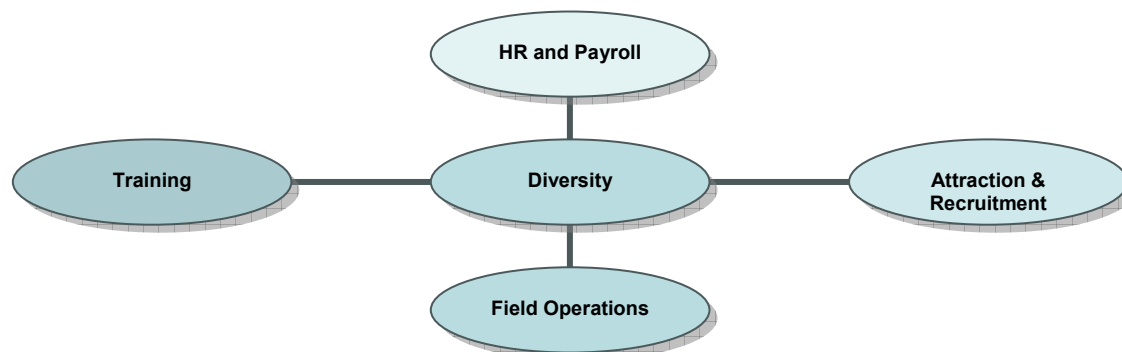 HR and Payroll
Training
Diversity
Attraction &
Recruitment
Field Operations